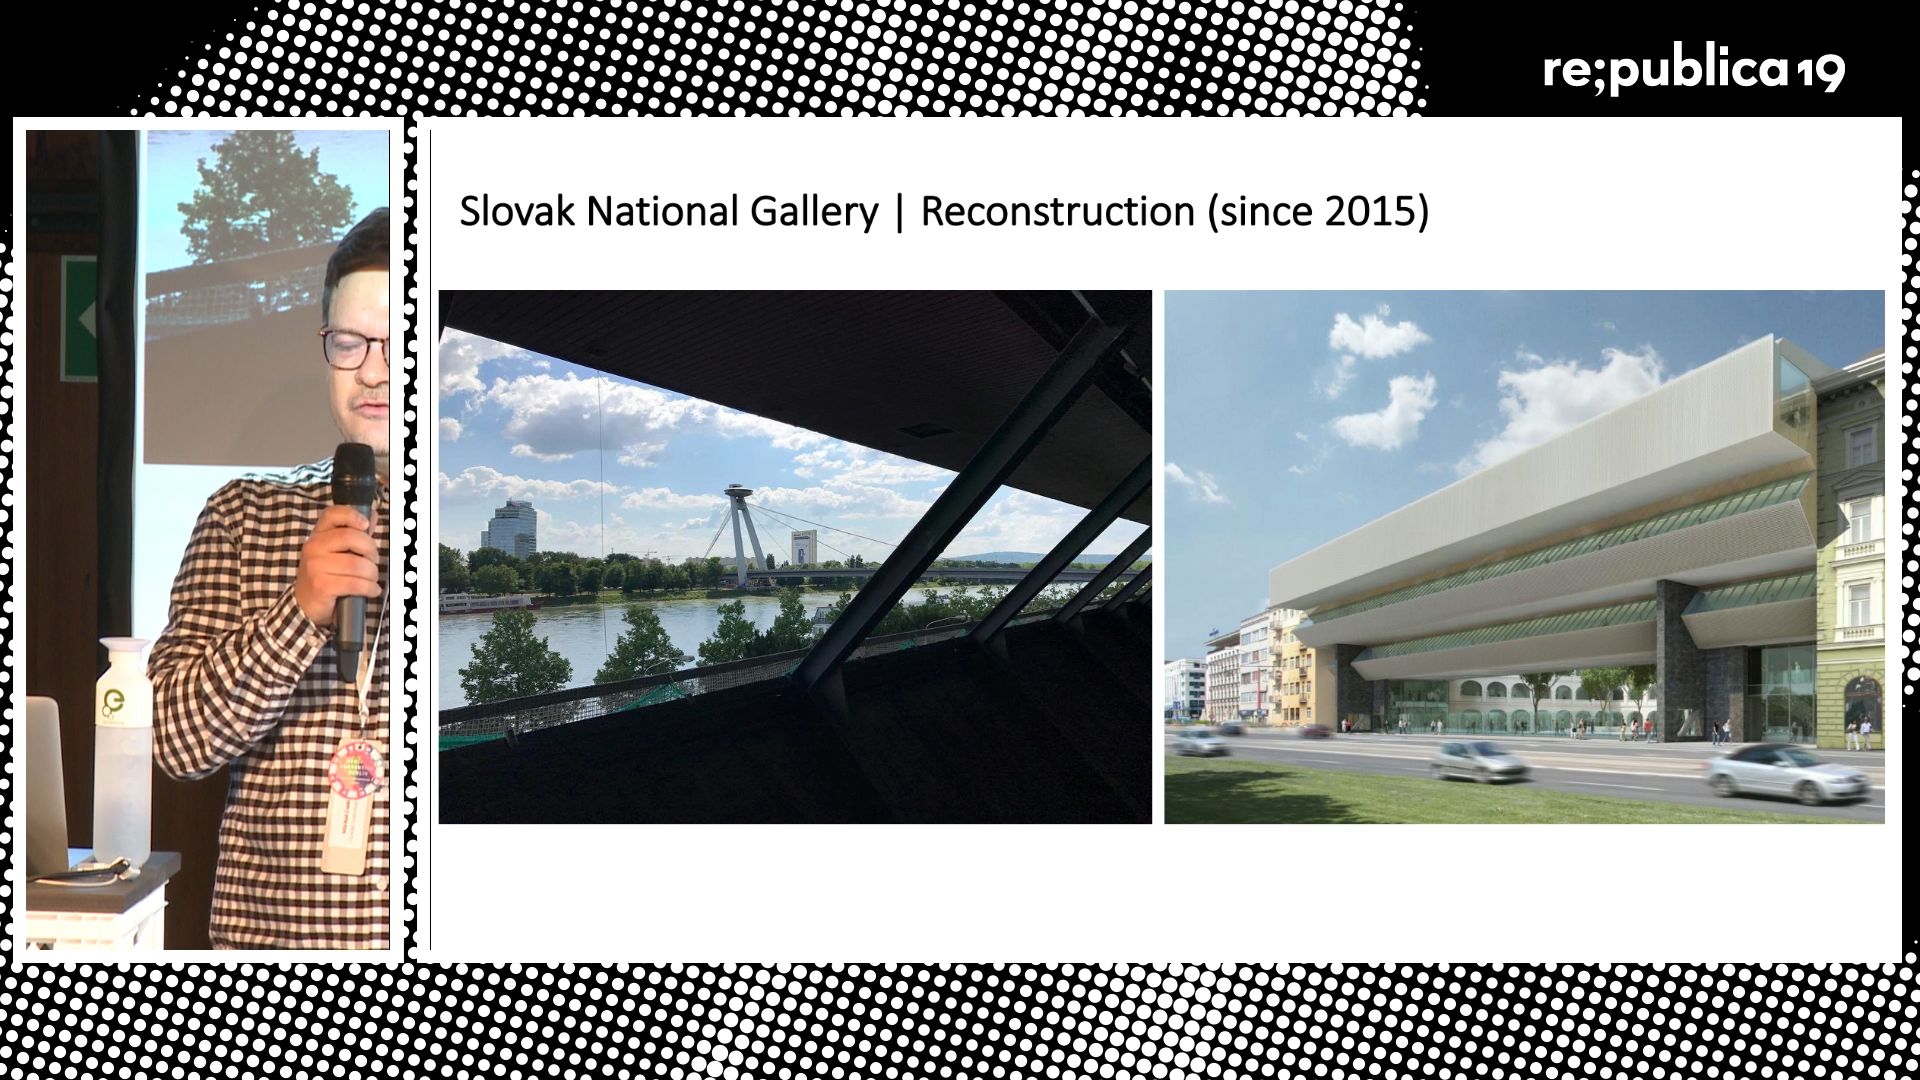 re;publica 19
Slovak National Gallery | Reconstruction (since 2015)